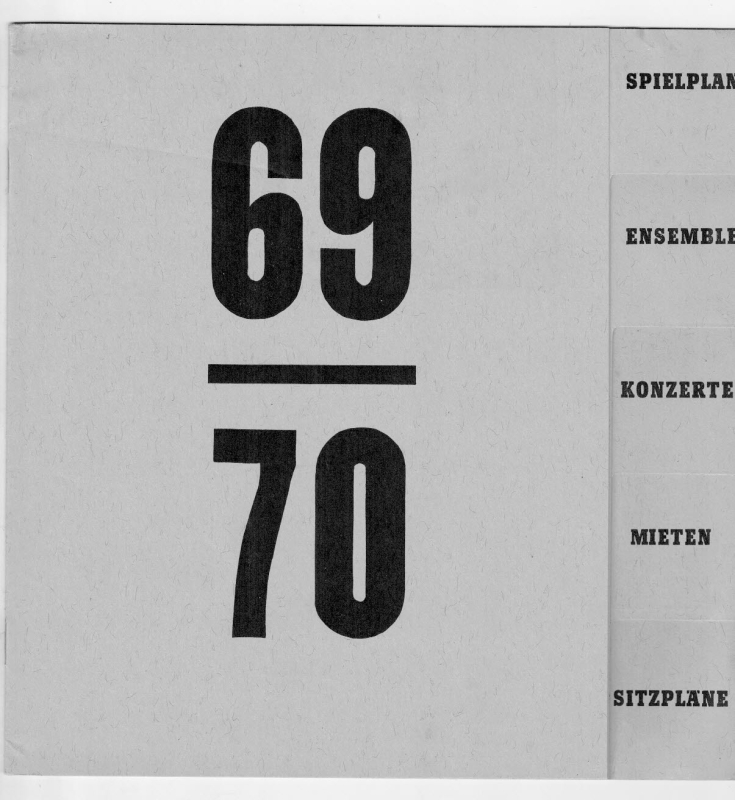 69
70
SPIELPLAN
ENSEMBLE
KONZERTE
MIETEN
SITZPLÄNE